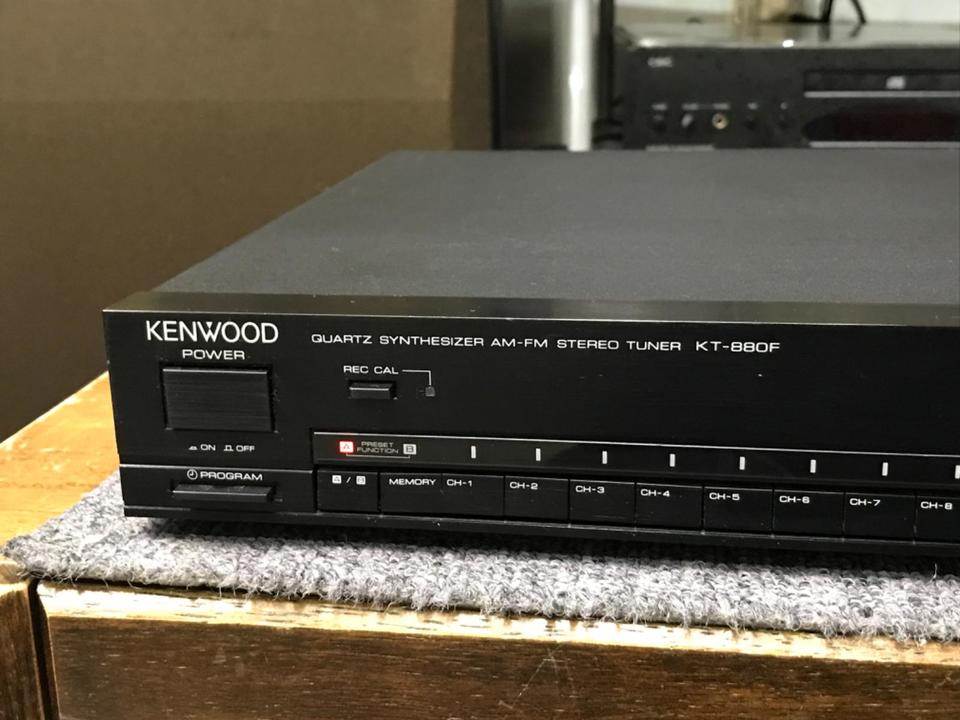 KENWOOD
QUARTZ SYNTHESIZER AM-FM STEREO TUNER KT-880F
POWER
REC CAL
ON OFF
A PRESET FUNCTION B
PROGRAM
A / B MEMORY CH-1 CH-2 CH-3 CH-4 CH-5 CH-6 CH-7 CH-8